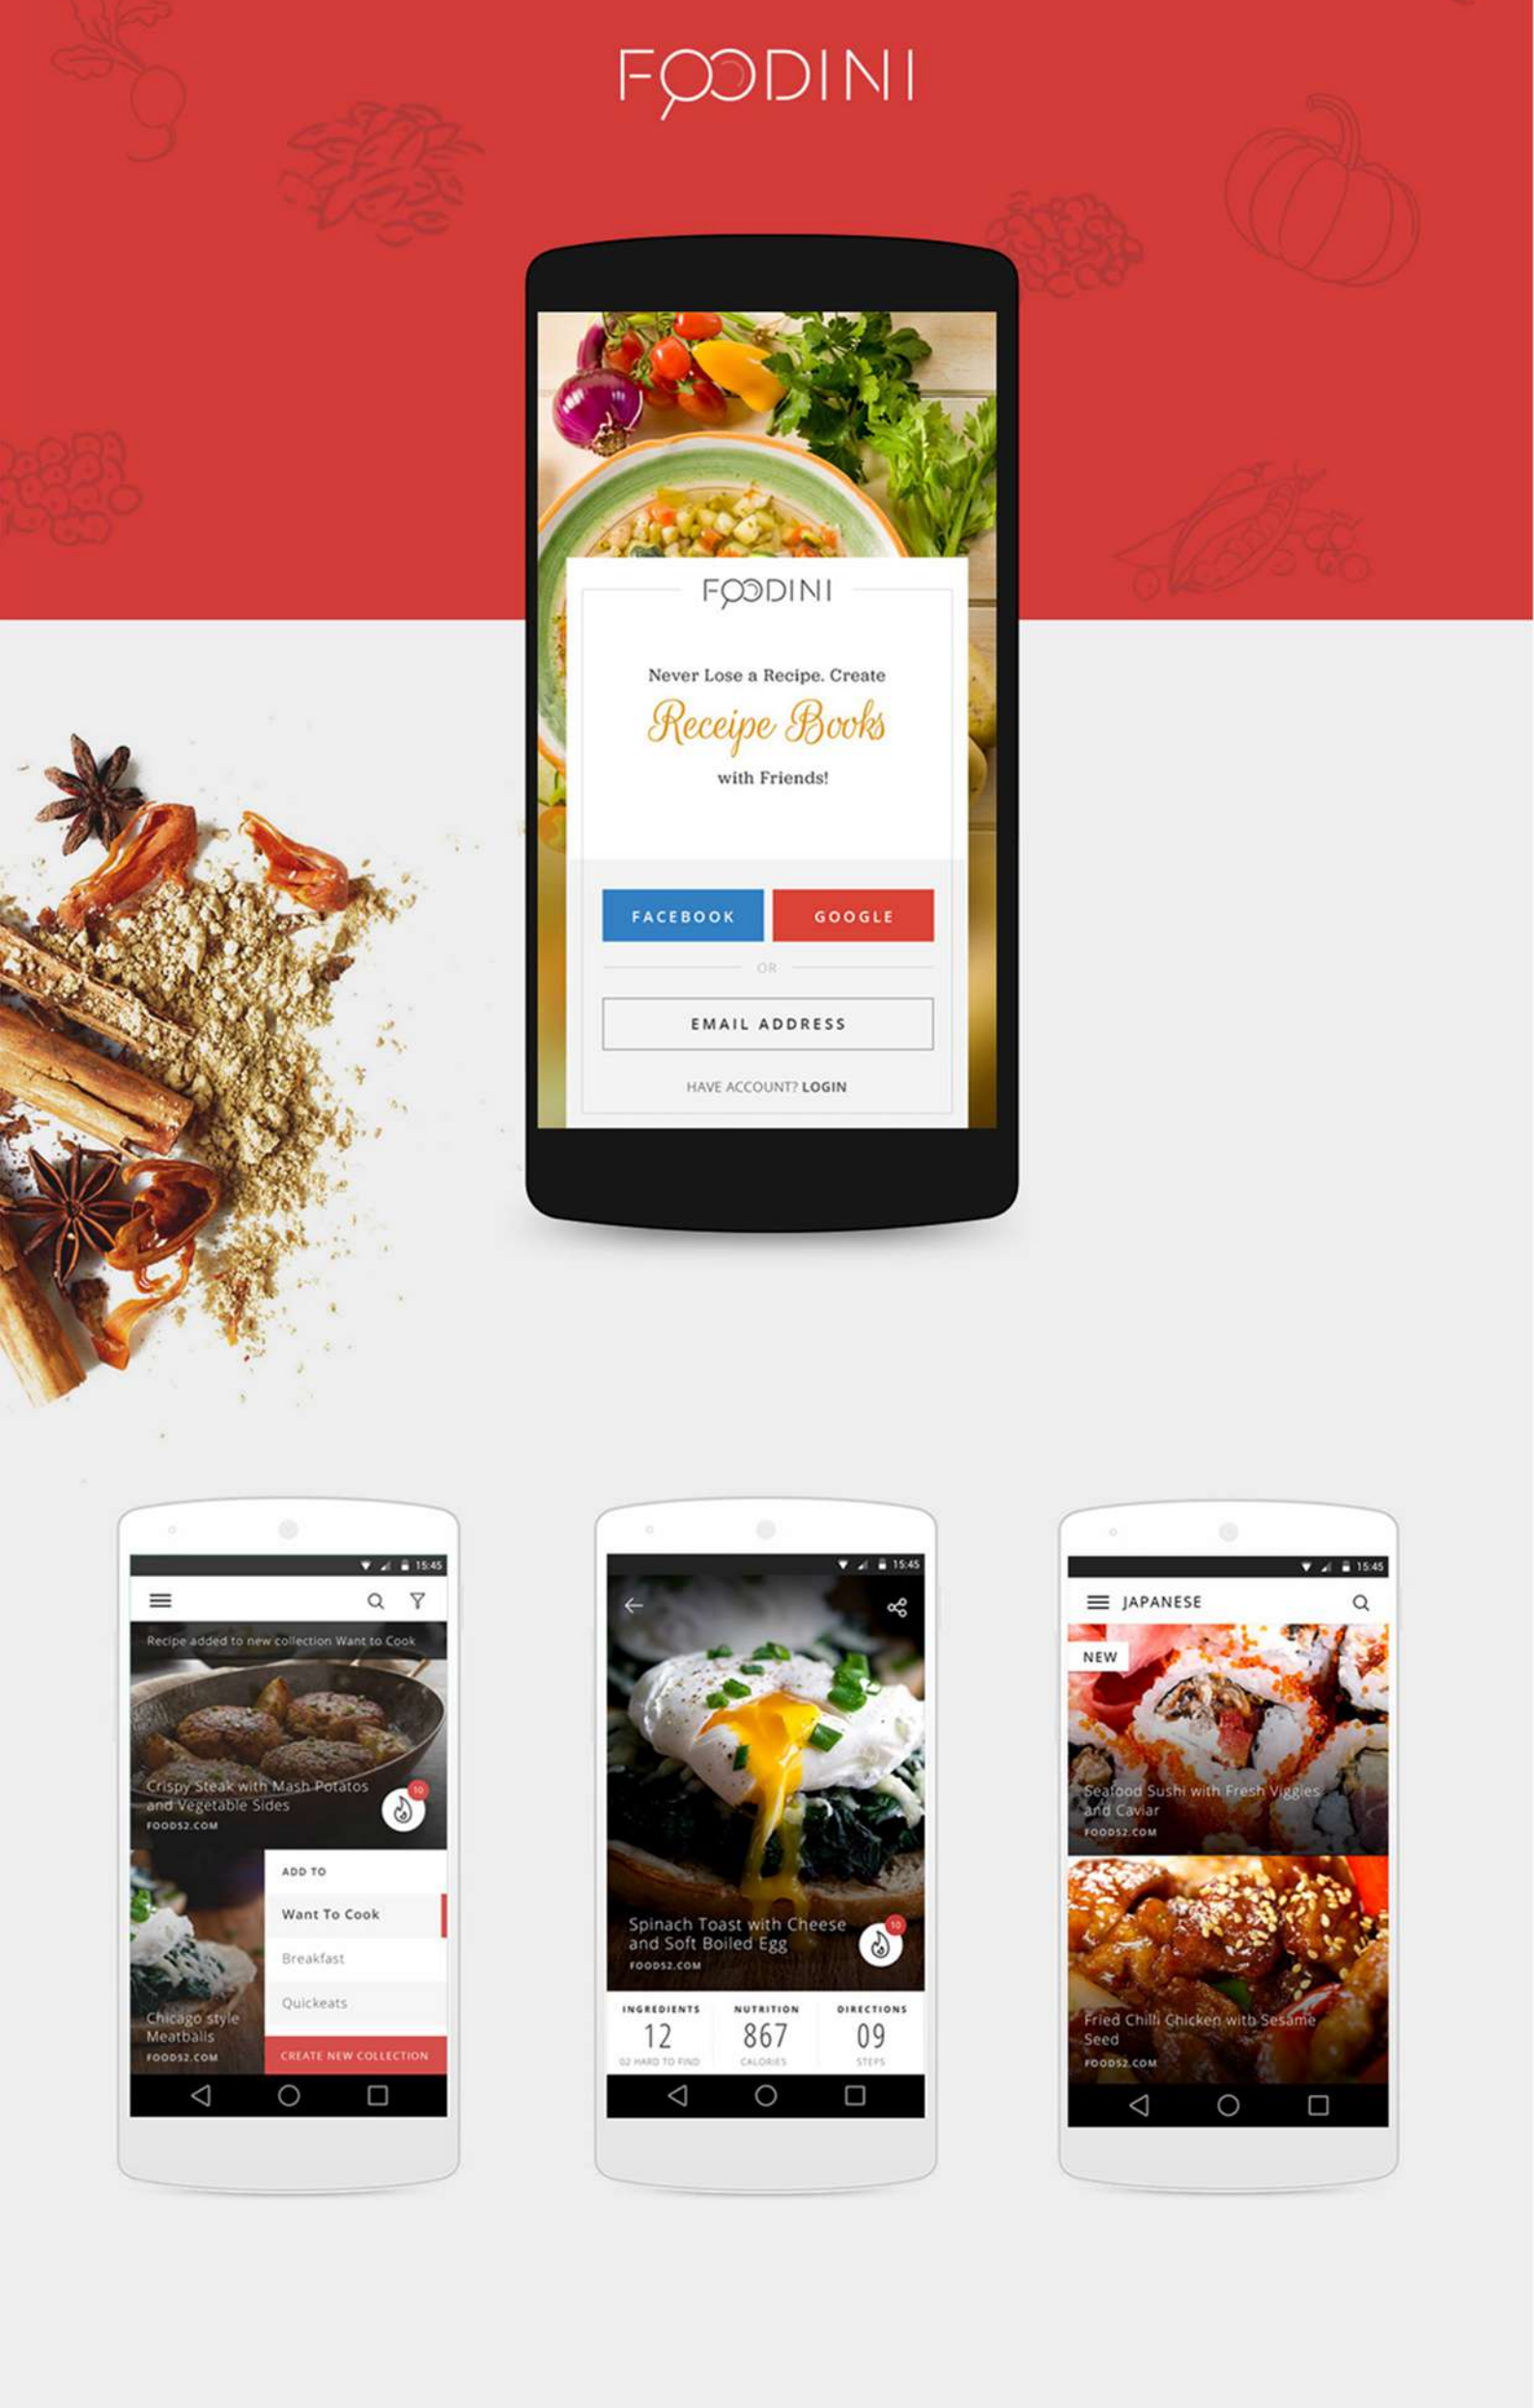 FOODINI
FOODINI
Never Lose a Recipe. Create
Receipe Books
with Friends!
FACEBOOK
GOOGLE
OR
EMAIL ADDRESS
HAVE ACCOUNT? LOGIN
15:45
Recipe added to new collection Want to Cook
Crispy Steak with Mash Potatos
and Vegetable Sides
FOODS2.COM
10
ADD TO
Want To Cook
Breakfast
Quickeats
CREATE NEW COLLECTION
Chicago style
Meatballs
FOODS2.COM
15:45
Spinach Toast with Cheese
and Soft Boiled Egg
FOODS2.COM
10
INGREDIENTS
12
02 HARD TO FIND
NUTRITION
867
CALORIES
DIRECTIONS
09
STEPS
15:45
JAPANESE
NEW
Seafood Sushi with Fresh Viggies
and Caviar
FOODS2.COM
Fried Chilli Chicken with Sesame
Seed
FOODS2.COM